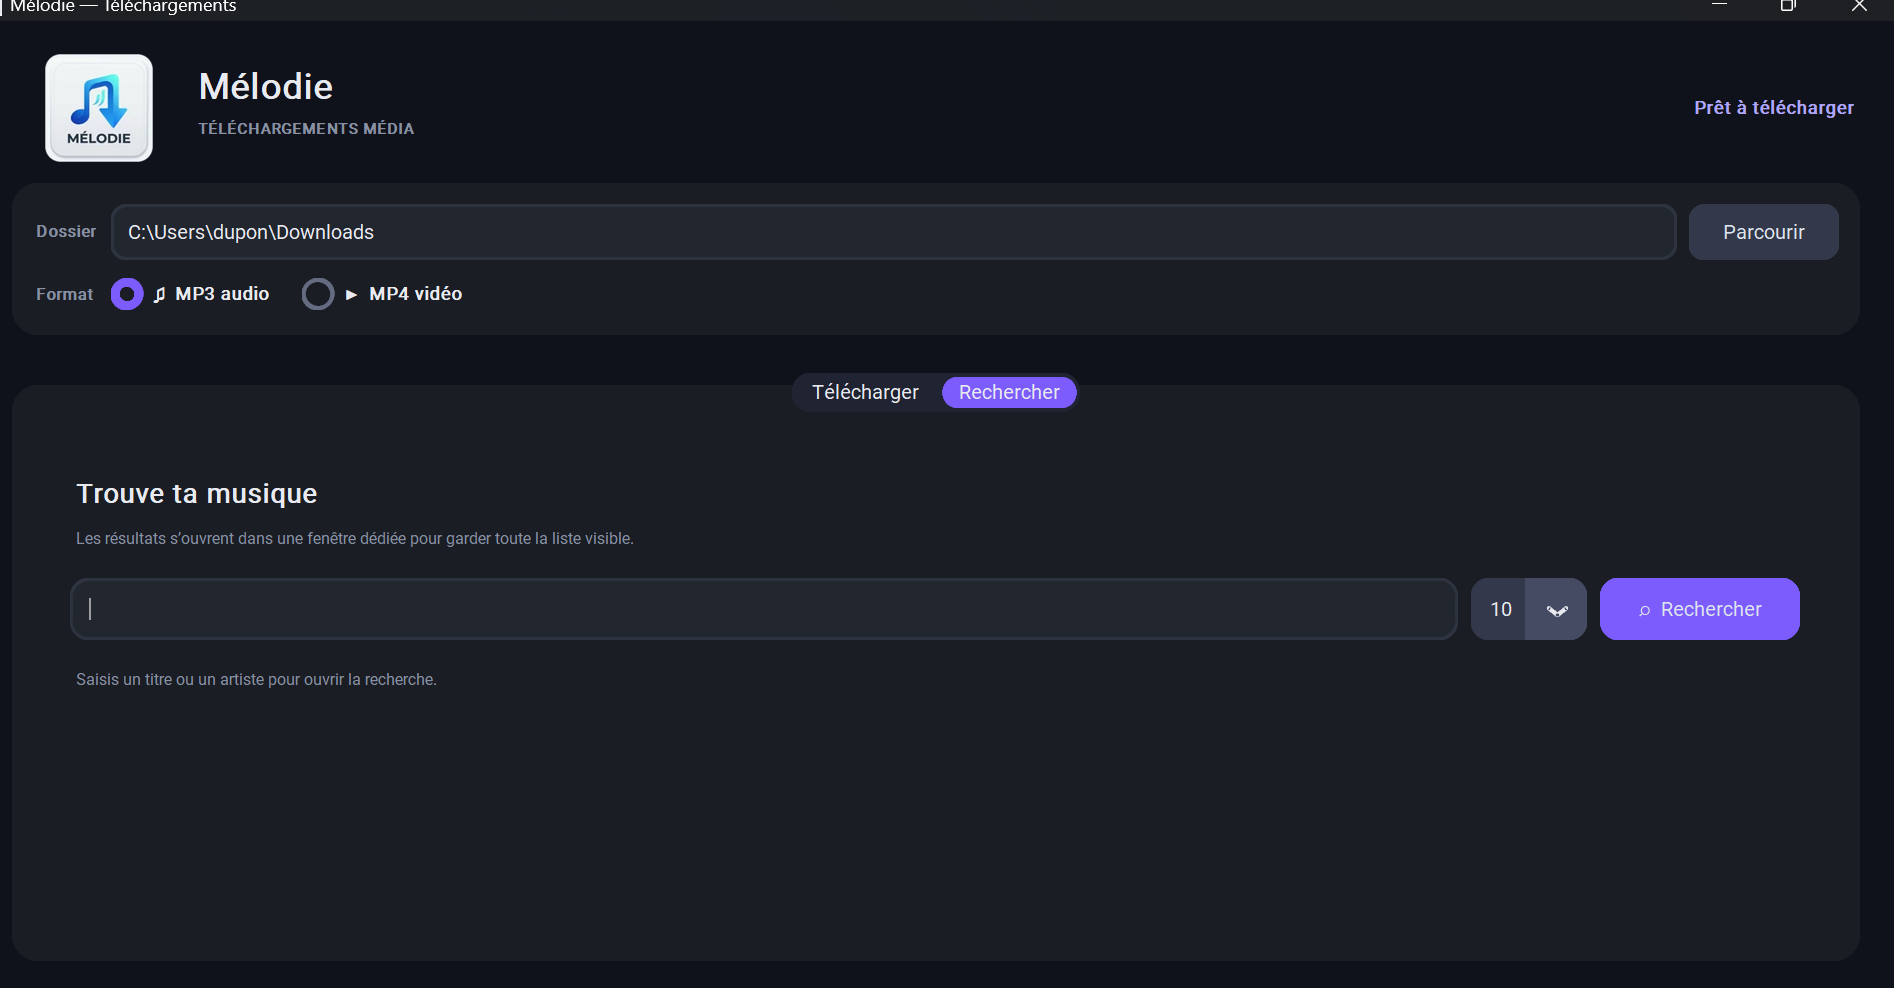 Mélodie — Téléchargements
MÉLODIE
Mélodie
TÉLÉCHARGEMENTS MÉDIA
Prêt à télécharger
Dossier
C:\Users\dupon\Downloads
Parcourir
Format
♫ MP3 audio
► MP4 vidéo
Télécharger
Rechercher
Trouve ta musique
Les résultats s’ouvrent dans une fenêtre dédiée pour garder toute la liste visible.
10
⌕ Rechercher
Saisis un titre ou un artiste pour ouvrir la recherche.